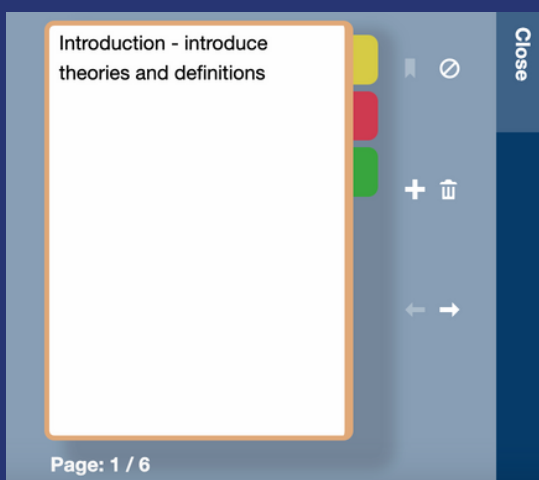 Introduction - introduce
theories and definitions
Close
Page: 1 / 6